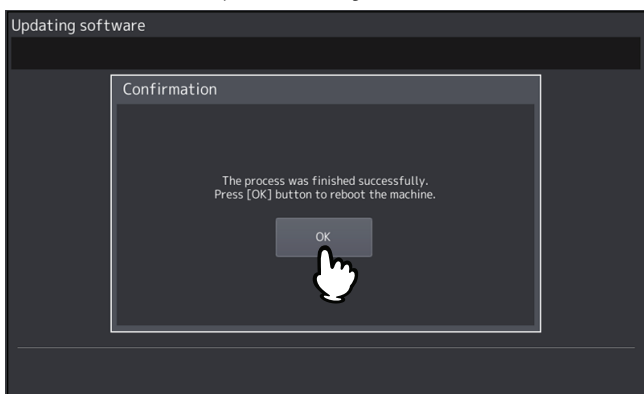 Updating software
Confirmation
The process was finished successfully.
Press [OK] button to reboot the machine.
OK